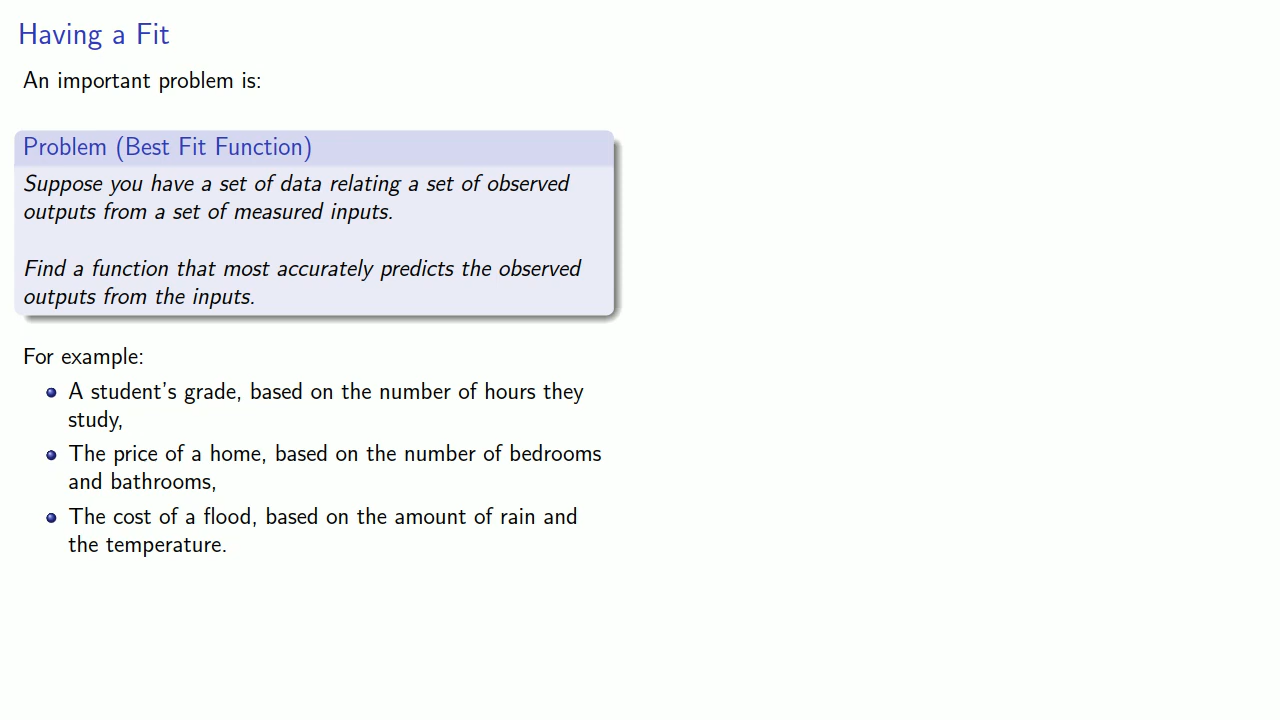 Having a Fit
An important problem is:
Problem (Best Fit Function)
Suppose you have a set of data relating a set of observed
outputs from a set of measured inputs.
Find a function that most accurately predicts the observed
outputs from the inputs.
For example:
A student's grade, based on the number of hours they
study,
The price of a home, based on the number of bedrooms
and bathrooms,
The cost of a flood, based on the amount of rain and
the temperature.